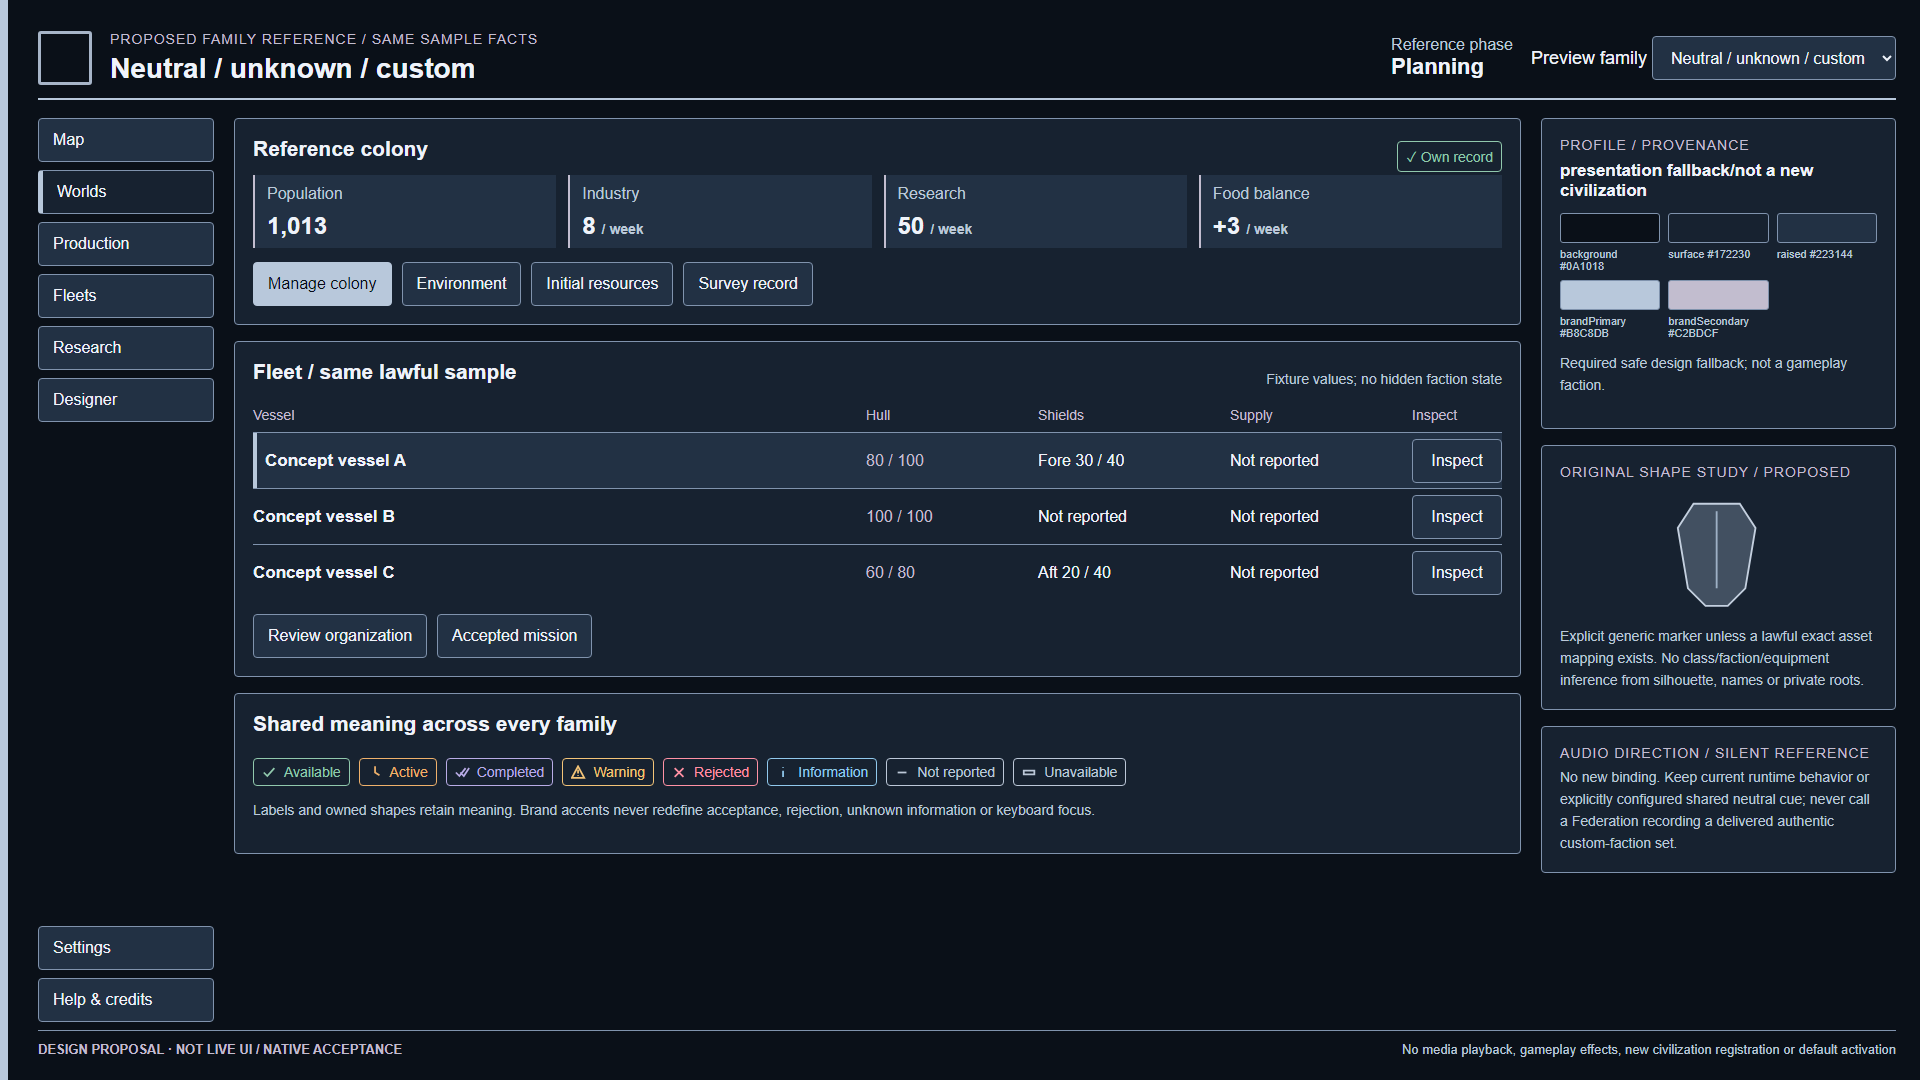 PROPOSED FAMILY REFERENCE / SAME SAMPLE FACTS
Neutral / unknown / custom
Reference phase
Planning
Preview family
Neutral / unknown / custom
Map
Worlds
Production
Fleets
Research
Designer
Settings
Help & credits
Reference colony
✓ Own record
Population
1,013
Industry
8 / week
Research
50 / week
Food balance
+3 / week
Manage colony
Environment
Initial resources
Survey record
Fleet / same lawful sample
Fixture values; no hidden faction state
Vessel Hull Shields Supply Inspect
Concept vessel A 80 / 100 Fore 30 / 40 Not reported Inspect
Concept vessel B 100 / 100 Not reported Not reported Inspect
Concept vessel C 60 / 80 Aft 20 / 40 Not reported Inspect
Review organization
Accepted mission
Shared meaning across every family
Available
Active
Completed
Warning
Rejected
Information
Not reported
Unavailable
Labels and owned shapes retain meaning. Brand accents never redefine acceptance, rejection, unknown information or keyboard focus.
PROFILE / PROVENANCE
presentation fallback/not a new
civilization
background
#0A1018
surface #172230
raised #223144
brandPrimary
#B8C8DB
brandSecondary
#C2BDCF
Required safe design fallback; not a gameplay
faction.
ORIGINAL SHAPE STUDY / PROPOSED
Explicit generic marker unless a lawful exact asset
mapping exists. No class/faction/equipment
inference from silhouette, names or private roots.
AUDIO DIRECTION / SILENT REFERENCE
No new binding. Keep current runtime behavior or
explicitly configured shared neutral cue; never call
a Federation recording a delivered authentic
custom-faction set.
DESIGN PROPOSAL · NOT LIVE UI / NATIVE ACCEPTANCE
No media playback, gameplay effects, new civilization registration or default activation